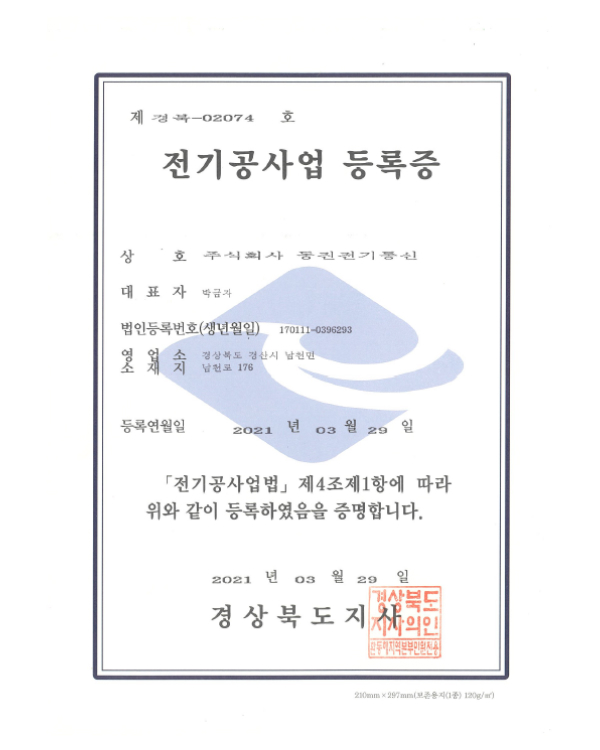 제 경북-02074 호
전기공사업 등록증
상 호 주식회사 동진전기통신
대 표 자 박금자
법인등록번호(생년월일) 170111-0396293
영 업 소 경상북도 경산시 남천면
소 재 지 남천로 176
등록연월일 2021 년 03 월 29 일
「전기공사업법」 제4조제1항에 따라
위와 같이 등록하였음을 증명합니다.
2021 년 03 월 29 일
경상북도지사
경상북도
지사의인
210mm×297mm(보존용지(1종) 120g/㎡)